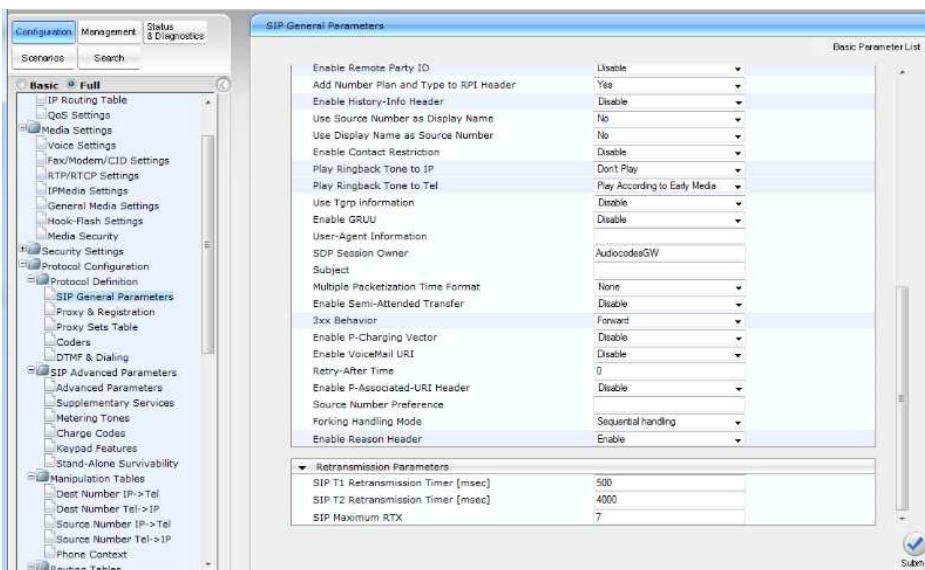 Configuration Management Status & Diagnostics
Scenarios Search
Basic Full
IP Routing Table
QoS Settings
Media Settings
Voice Settings
Fax/Modem/CID Settings
RTP/RTCP Settings
IPMedia Settings
General Media Settings
Hook-Flash Settings
Media Security
Security Settings
Protocol Configuration
Protocol Definition
SIP General Parameters
Proxy & Registration
Proxy Sets Table
Coders
DTMF & Dialing
SIP Advanced Parameters
Advanced Parameters
Supplementary Services
Metering Tones
Charge Codes
Keypad Features
Stand-Alone Survivability
Manipulation Tables
Dest Number IP->Tel
Dest Number Tel->IP
Source Number IP->Tel
Source Number Tel->IP
Phone Context
Routing Tables
SIP General Parameters
Basic Parameter List
Enable Remote Party ID Disable
Add Number Plan and Type to RPI Header Yes
Enable History-Info Header Disable
Use Source Number as Display Name No
Use Display Name as Source Number No
Enable Contact Restriction Disable
Play Ringback Tone to IP Don't Play
Play Ringback Tone to Tel Play According to Early Media
Use Tgrp information Disable
Enable GRUU Disable
User-Agent Information
SDP Session Owner AudiocodesGW
Subject
Multiple Packetization Time Format None
Enable Semi-Attended Transfer Disable
3xx Behavior Forward
Enable P-Charging Vector Disable
Enable VoiceMail URI Disable
Retry-After Time 0
Enable P-Associated-URI Header Disable
Source Number Preference
Forking Handling Mode Sequential handling
Enable Reason Header Enable
Retransmission Parameters
SIP T1 Retransmission Timer [msec] 500
SIP T2 Retransmission Timer [msec] 4000
SIP Maximum RTX 7
Subm